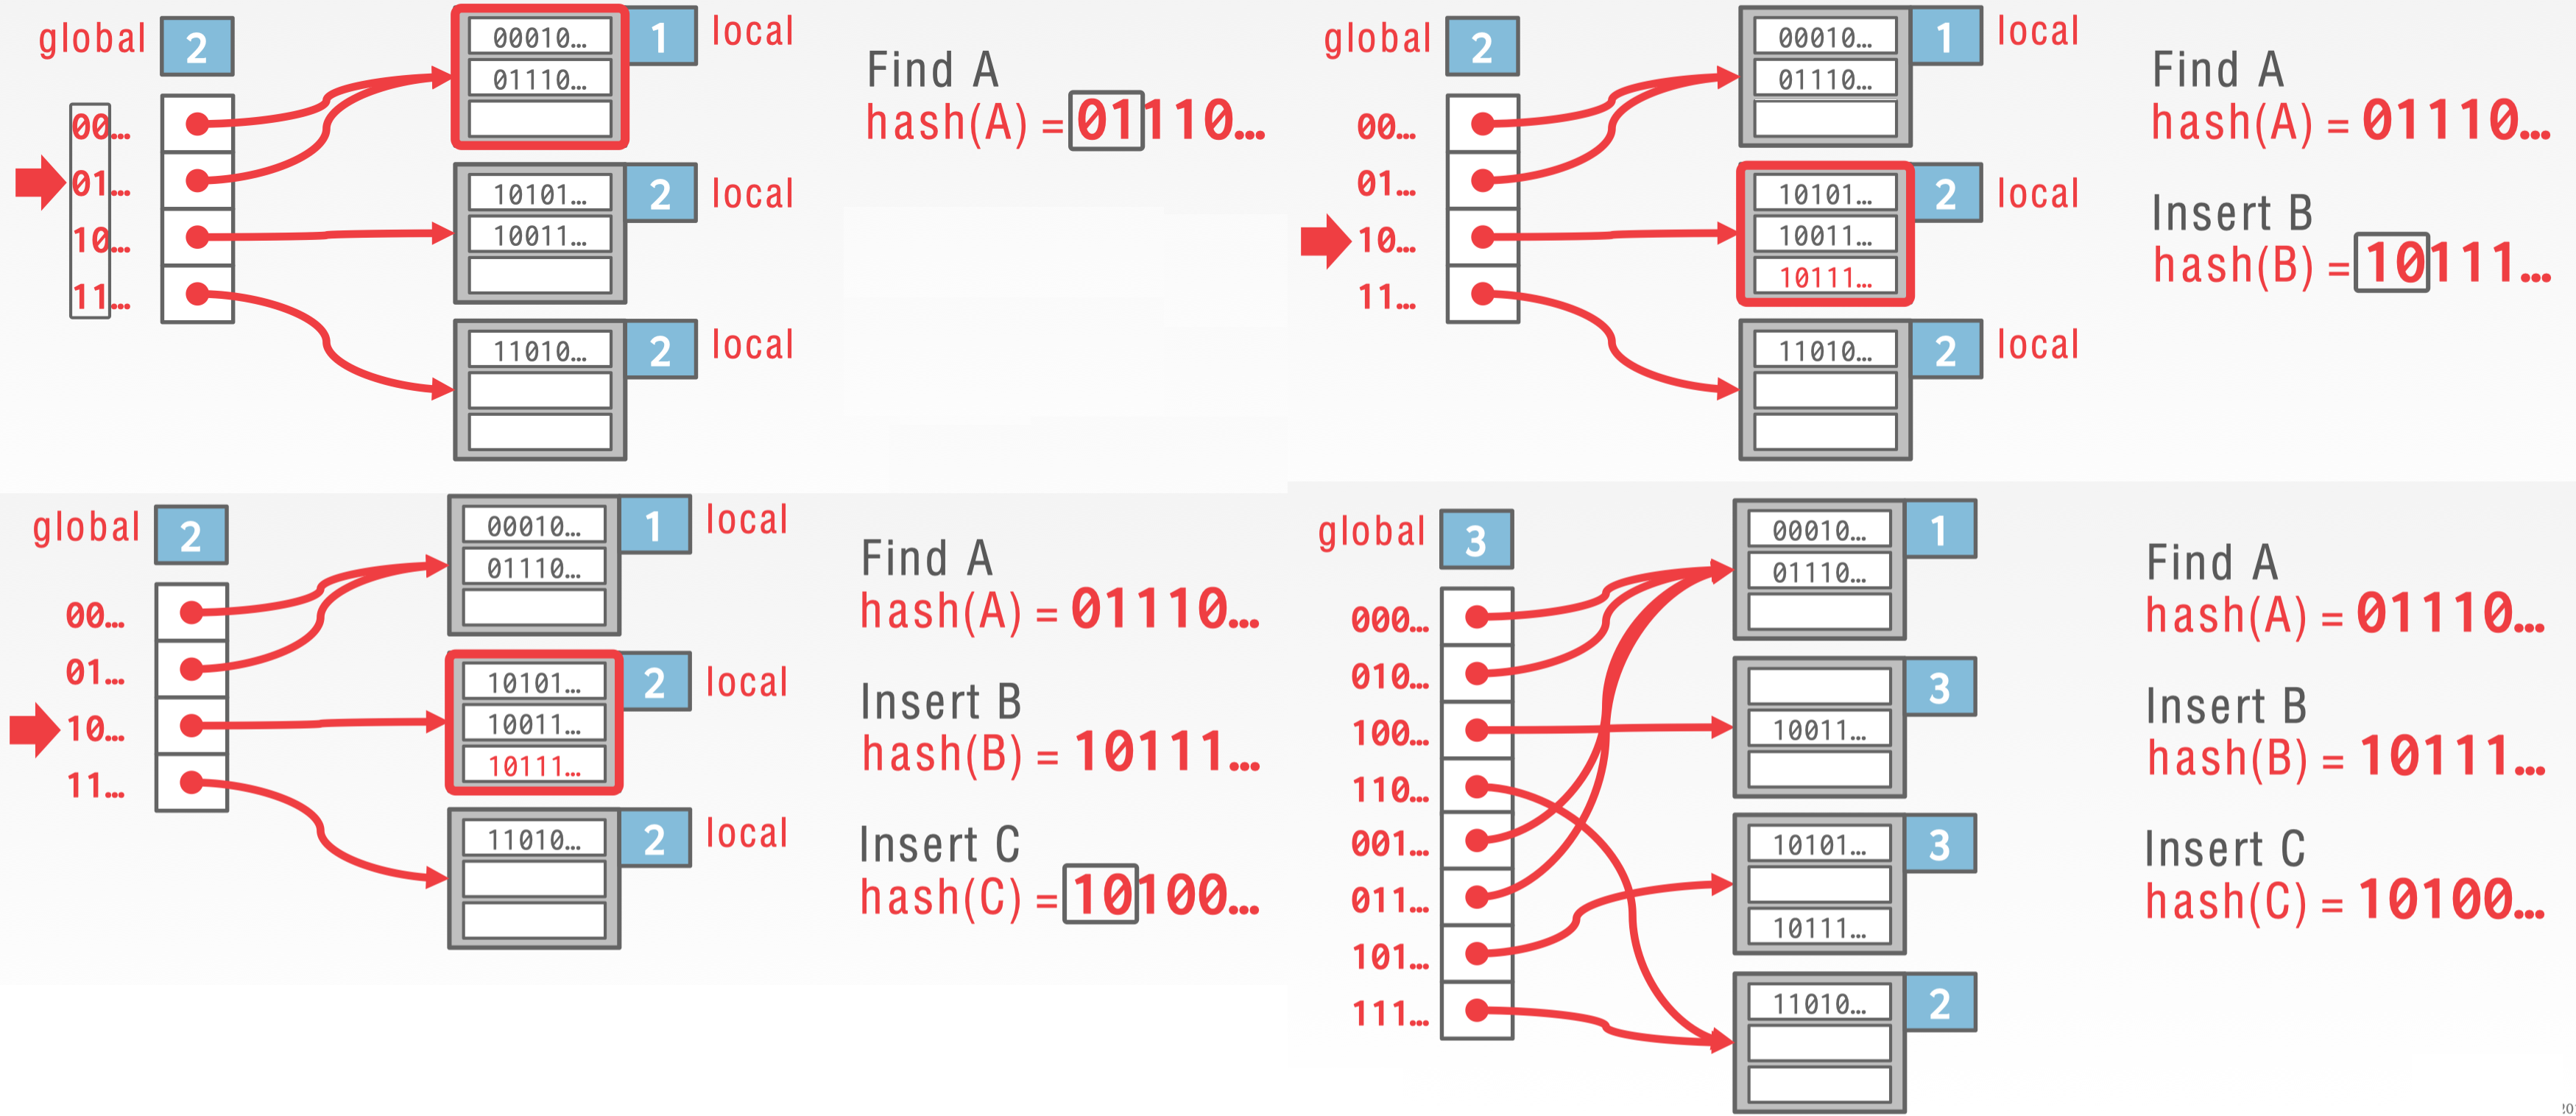 global 2
00...
01...
10...
11...
00010... 1 local
01110...
10101... 2 local
10011...
11010... 2 local
Find A
hash(A) = 01110...
global 2
00...
01...
10...
11...
00010... 1 local
01110...
10101... 2 local
10011...
10111...
11010... 2 local
Find A
hash(A) = 01110...
Insert B
hash(B) = 10111...
global 2
00...
01...
10...
11...
00010... 1 local
01110...
10101... 2 local
10011...
10111...
11010... 2 local
Find A
hash(A) = 01110...
Insert B
hash(B) = 10111...
Insert C
hash(C) = 10100...
global 3
000...
010...
100...
110...
001...
011...
101...
111...
00010... 1
01110...
3
10011...
10101... 3
10111...
11010... 2
Find A
hash(A) = 01110...
Insert B
hash(B) = 10111...
Insert C
hash(C) = 10100...